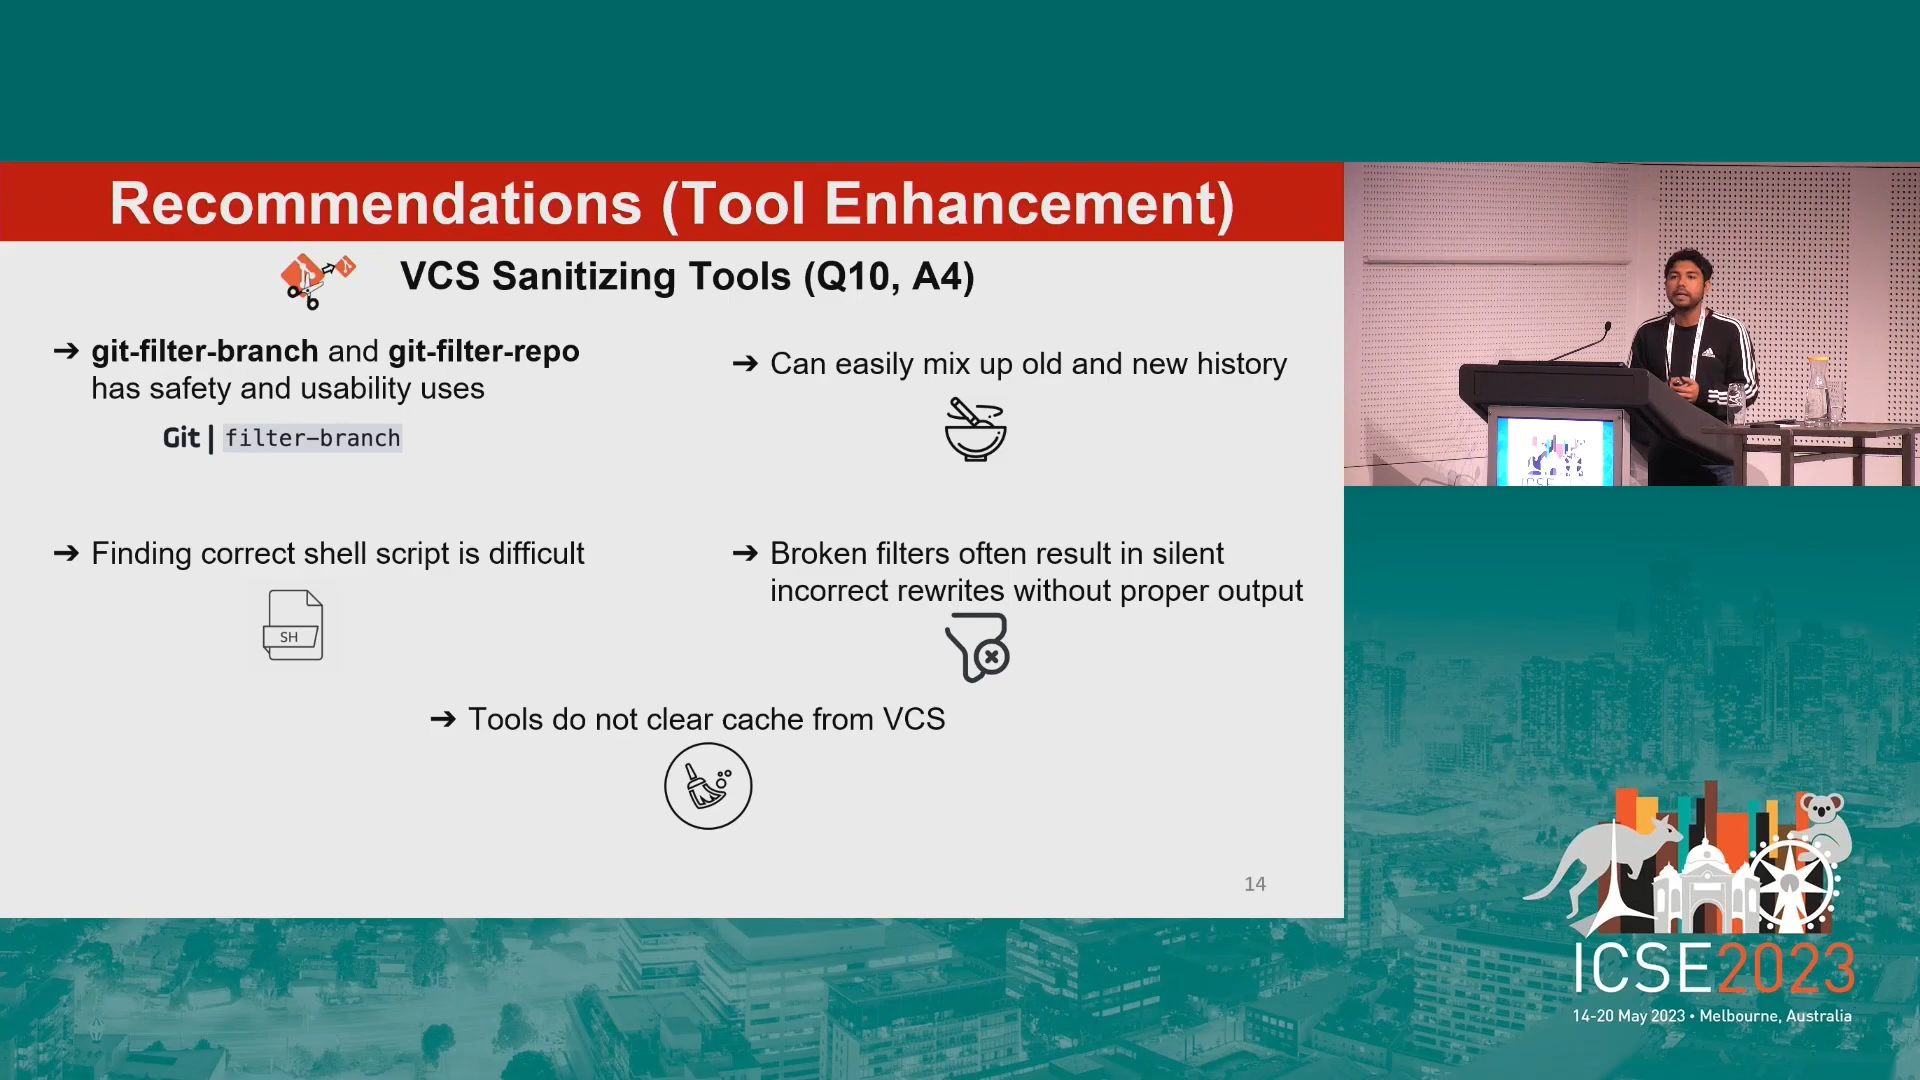 Recommendations (Tool Enhancement)
VCS Sanitizing Tools (Q10, A4)
➔ git-filter-branch and git-filter-repo
has safety and usability uses
Git | filter-branch
➔ Can easily mix up old and new history
➔ Finding correct shell script is difficult
SH
➔ Broken filters often result in silent
incorrect rewrites without proper output
➔ Tools do not clear cache from VCS
14
ICSE
ICSE2023
14-20 May 2023 • Melbourne, Australia